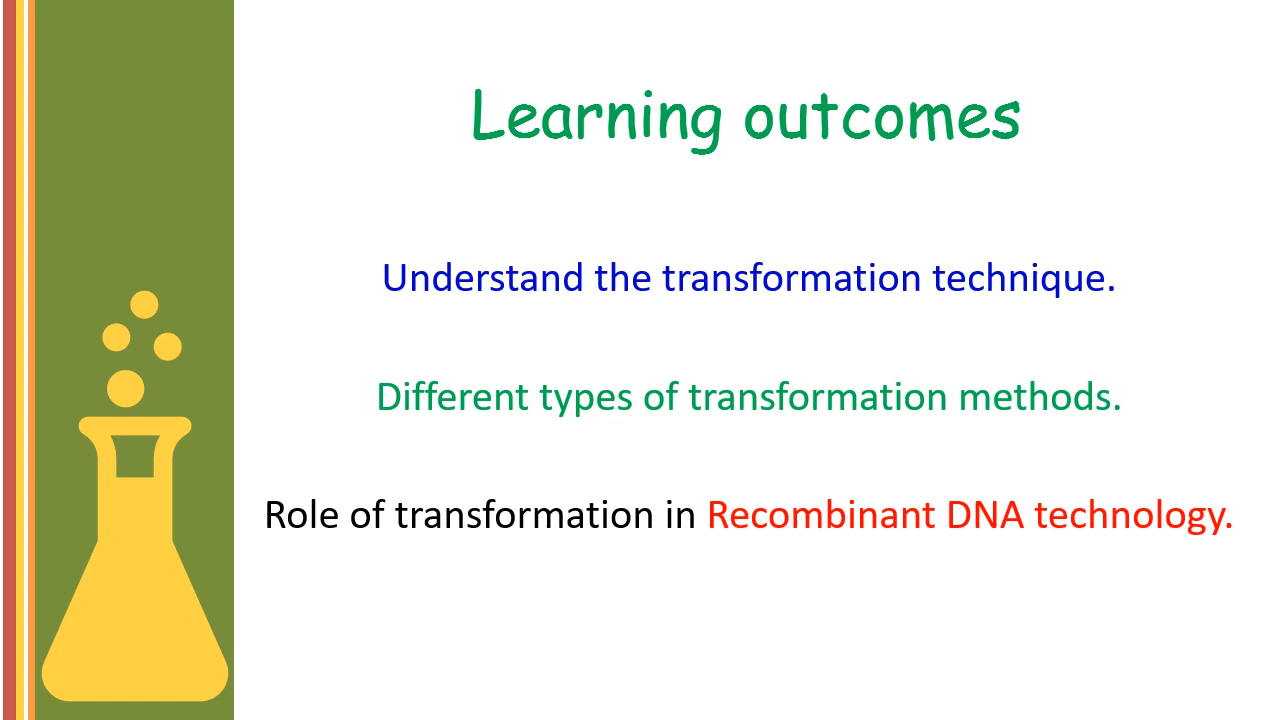 Learning outcomes
Understand the transformation technique.
Different types of transformation methods.
Role of transformation in Recombinant DNA technology.